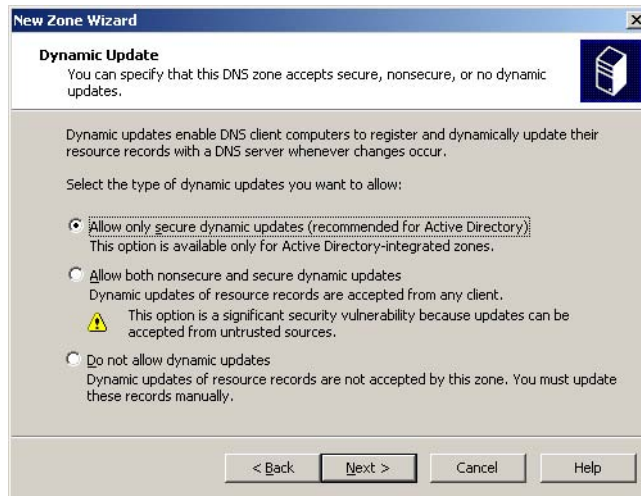 New Zone Wizard
Dynamic Update
You can specify that this DNS zone accepts secure, nonsecure, or no dynamic
updates.
Dynamic updates enable DNS client computers to register and dynamically update their
resource records with a DNS server whenever changes occur.
Select the type of dynamic updates you want to allow:
Allow only secure dynamic updates (recommended for Active Directory)
This option is available only for Active Directory-integrated zones.
Allow both nonsecure and secure dynamic updates
Dynamic updates of resource records are accepted from any client.
This option is a significant security vulnerability because updates can be
accepted from untrusted sources.
Do not allow dynamic updates
Dynamic updates of resource records are not accepted by this zone. You must update
these records manually.
< Back Next > Cancel Help